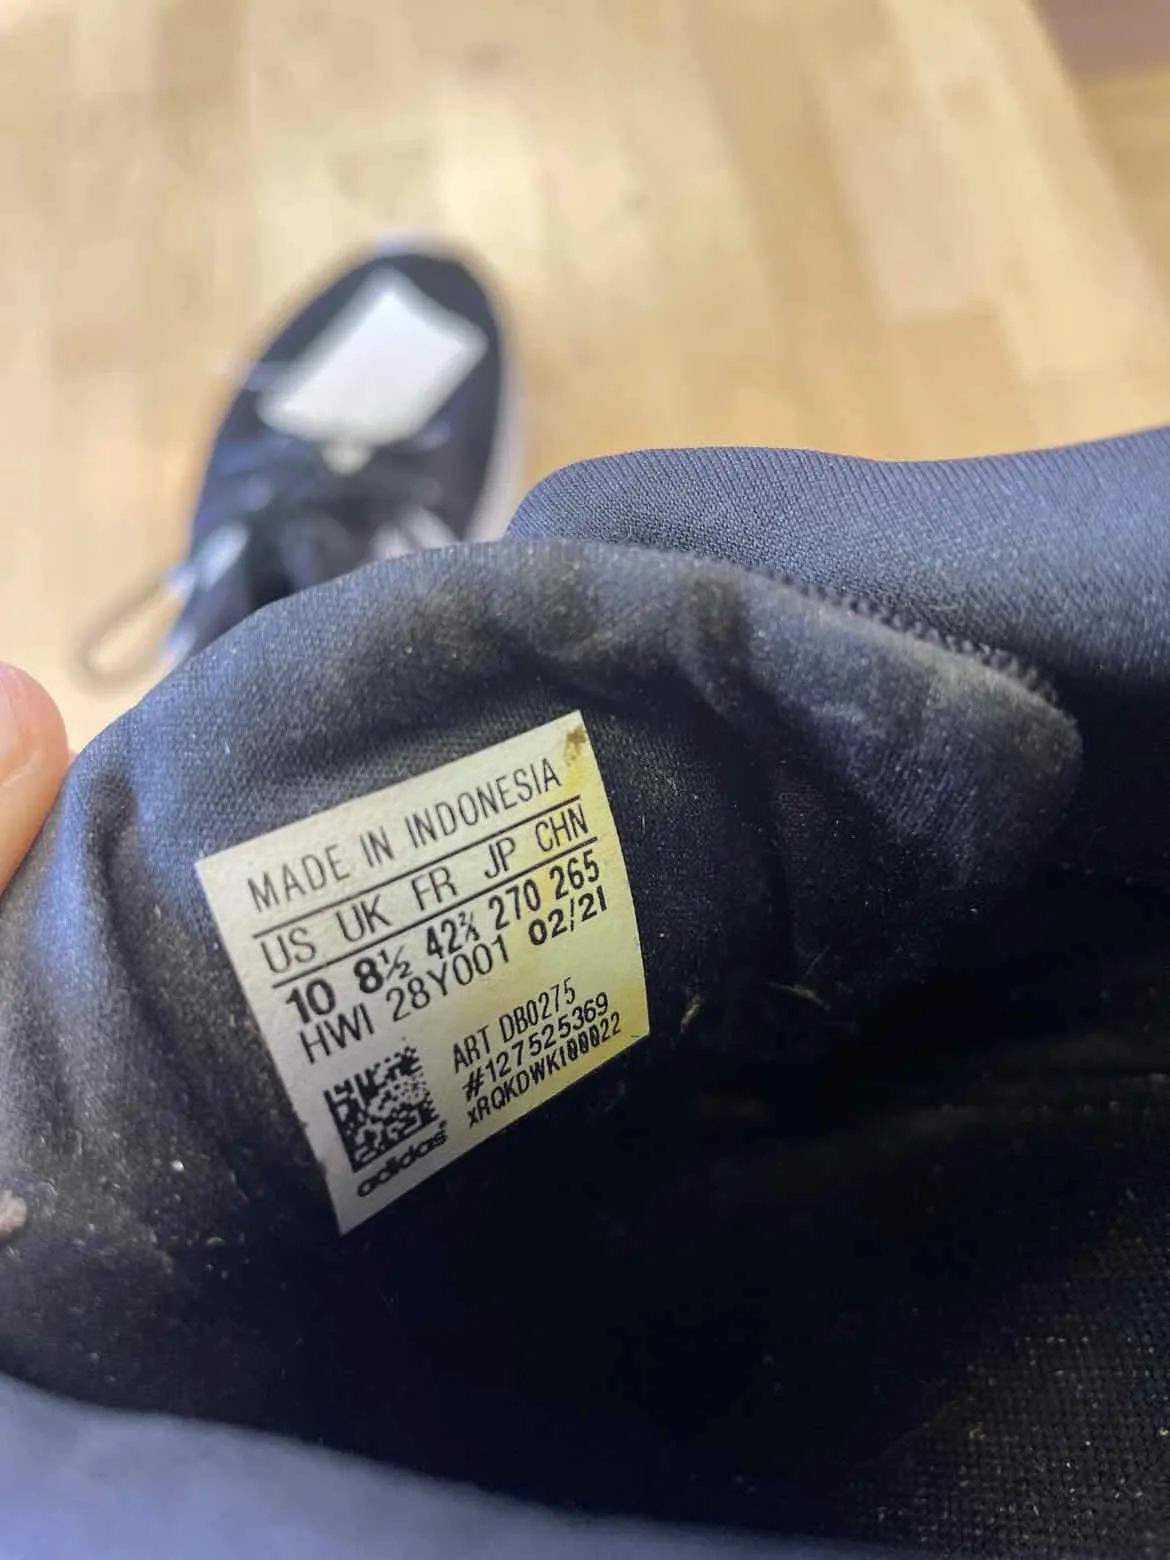 MADE IN INDONESIA
US UK FR JP CHN
10 8½ 42⅔ 270 265
HWI 28Y001 02/21
ART DB0275
#127525369
xRQKDWKI00022
adidas